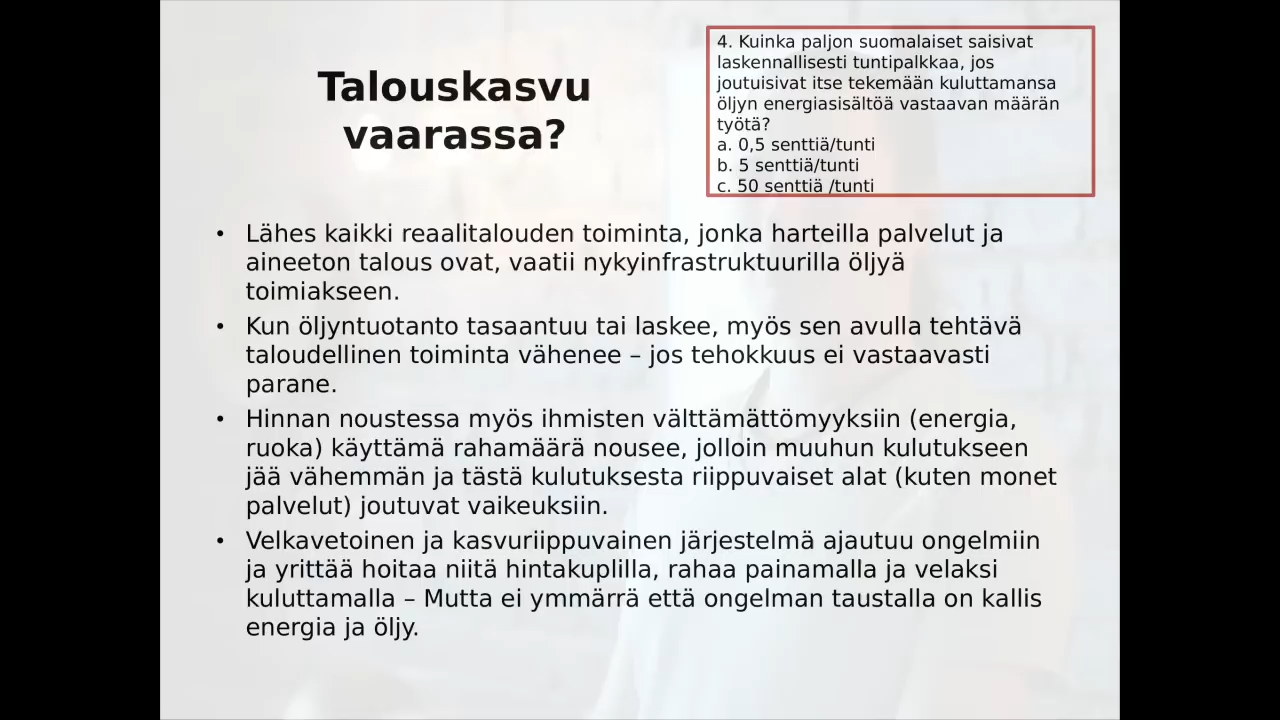 Talouskasvu
vaarassa?
4. Kuinka paljon suomalaiset saisivat
laskennallisesti tuntipalkkaa, jos
joutuisivat itse tekemään kuluttamansa
öljyn energiasisältöä vastaavan määrän
työtä?
a. 0,5 senttiä/tunti
b. 5 senttiä/tunti
c. 50 senttiä /tunti
• Lähes kaikki reaalitalouden toiminta, jonka harteilla palvelut ja
aineeton talous ovat, vaatii nykyinfrastruktuurilla öljyä
toimiakseen.
• Kun öljyntuotanto tasaantuu tai laskee, myös sen avulla tehtävä
taloudellinen toiminta vähenee – jos tehokkuus ei vastaavasti
parane.
• Hinnan noustessa myös ihmisten välttämättömyyksiin (energia,
ruoka) käyttämä rahamäärä nousee, jolloin muuhun kulutukseen
jää vähemmän ja tästä kulutuksesta riippuvaiset alat (kuten monet
palvelut) joutuvat vaikeuksiin.
• Velkavetoinen ja kasvuriippuvainen järjestelmä ajautuu ongelmiin
ja yrittää hoitaa niitä hintakuplilla, rahaa painamalla ja velaksi
kuluttamalla – Mutta ei ymmärrä että ongelman taustalla on kallis
energia ja öljy.